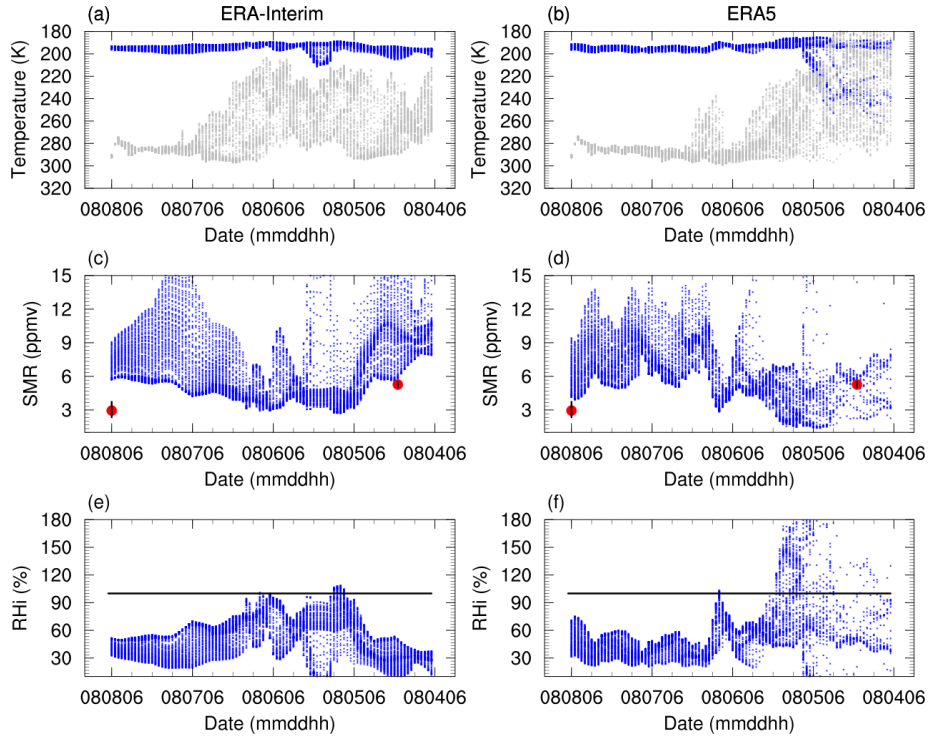 ERA-Interim
ERA5
(a)
(b)
Temperature (K)
180
200
220
240
260
280
300
320
080806 080706 080606 080506 080406
Date (mmddhh)
Temperature (K)
180
200
220
240
260
280
300
320
080806 080706 080606 080506 080406
Date (mmddhh)
(c)
(d)
SMR (ppmv)
15
12
9
6
3
080806 080706 080606 080506 080406
Date (mmddhh)
SMR (ppmv)
15
12
9
6
3
080806 080706 080606 080506 080406
Date (mmddhh)
(e)
(f)
RHi (%)
180
150
120
90
60
30
080806 080706 080606 080506 080406
Date (mmddhh)
RHi (%)
180
150
120
90
60
30
080806 080706 080606 080506 080406
Date (mmddhh)